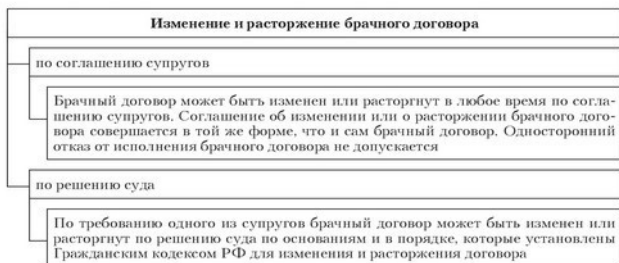 Изменение и расторжение брачного договора
по соглашению супругов
Брачный договор может быть изменен или расторгнут в любое время по согла-
шению супругов. Соглашение об изменении или о расторжении брачного дого-
вора совершается в той же форме, что и сам брачный договор. Односторонний
отказ от исполнения брачного договора не допускается
по решению суда
По требованию одного из супругов брачный договор может быть изменен или
расторгнут по решению суда по основаниям и в порядке, которые установлены
Гражданским кодексом РФ для изменения и расторжения договора